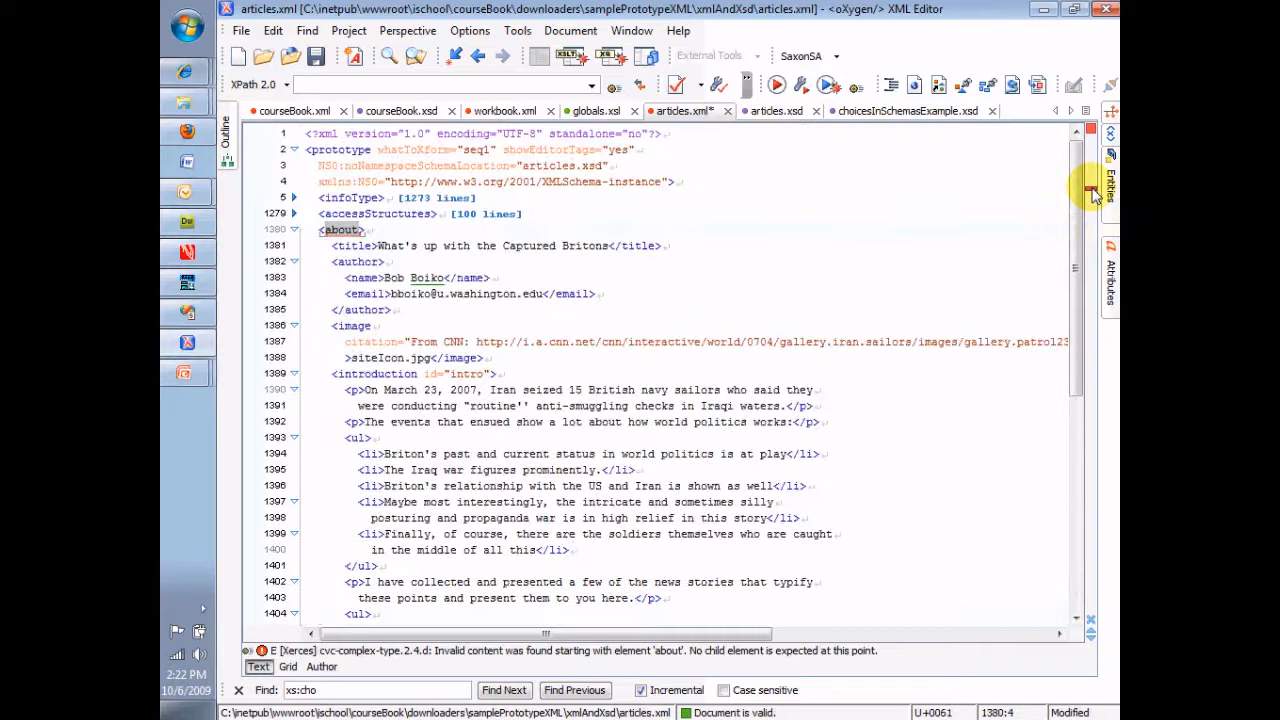 articles.xml [C:\inetpub\wwwroot\ischool\courseBook\downloaders\samplePrototypeXML\xmlAndXsd\articles.xml] - <oXygen/> XML Editor
File Edit Find Project Perspective Options Tools Document Window Help
External Tools SaxonSA
XPath 2.0
courseBook.xml courseBook.xsd workbook.xml globals.xsl articles.xml* articles.xsd choicesInSchemasExample.xsd
Outline
Entities
Attributes
1 <?xml version="1.0" encoding="UTF-8" standalone="no"?>
2 <prototype whatToXform="seq1" showEditorTags="yes"
3 NS0:noNamespaceSchemaLocation="articles.xsd"
4 xmlns:NS0="http://www.w3.org/2001/XMLSchema-instance">
5 <infoType> [1273 lines]
1279 <accessStructures> [100 lines]
1380 <about>
1381 <title>What's up with the Captured Britons</title>
1382 <author>
1383 <name>Bob Boiko</name>
1384 <email>bboiko@u.washington.edu</email>
1385 </author>
1386 <image
1387 citation="From CNN: http://i.a.cnn.net/cnn/interactive/world/0704/gallery.iran.sailors/images/gallery.patrol23
1388 >siteIcon.jpg</image>
1389 <introduction id="intro">
1390 <p>On March 23, 2007, Iran seized 15 British navy sailors who said they
1391 were conducting "routine'' anti-smuggling checks in Iraqi waters.</p>
1392 <p>The events that ensued show a lot about how world politics works:</p>
1393 <ul>
1394 <li>Briton's past and current status in world politics is at play</li>
1395 <li>The Iraq war figures prominently.</li>
1396 <li>Briton's relationship with the US and Iran is shown as well</li>
1397 <li>Maybe most interestingly, the intricate and sometimes silly
1398 posturing and propaganda war is in high relief in this story</li>
1399 <li>Finally, of course, there are the soldiers themselves who are caught
1400 in the middle of all this</li>
1401 </ul>
1402 <p>I have collected and presented a few of the news stories that typify
1403 these points and present them to you here.</p>
1404 <ul>
E [Xerces] cvc-complex-type.2.4.d: Invalid content was found starting with element 'about'. No child element is expected at this point.
Text Grid Author
Find: xs:cho Find Next Find Previous Incremental Case sensitive
C:\inetpub\wwwroot\ischool\courseBook\downloaders\samplePrototypeXML\xmlAndXsd\articles.xml Document is valid. U+0061 1380:4 Modified
2:22 PM
10/6/2009